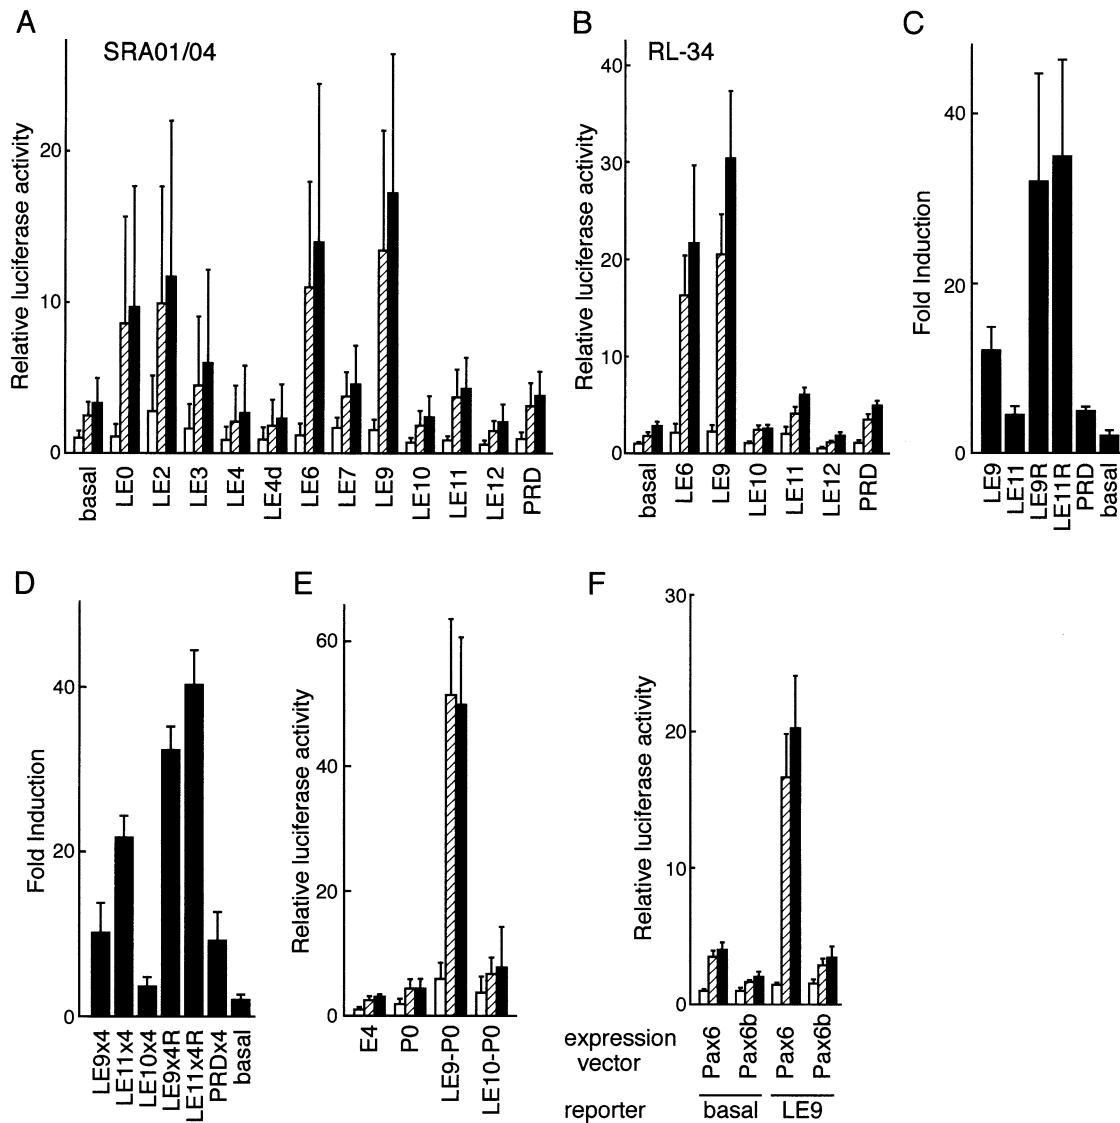 A
SRA01/04
Relative luciferase activity
20
10
0
basal
LE0
LE2
LE3
LE4
LE4d
LE6
LE7
LE9
LE10
LE11
LE12
PRD
B
RL-34
Relative luciferase activity
40
30
20
10
0
basal
LE6
LE9
LE10
LE11
LE12
PRD
C
Fold Induction
40
20
0
LE9
LE11
LE9R
LE11R
PRD
basal
D
Fold Induction
40
20
0
LE9x4
LE11x4
LE10x4
LE9x4R
LE11x4R
PRDx4
basal
E
Relative luciferase activity
60
40
20
0
E4
P0
LE9-P0
LE10-P0
F
Relative luciferase activity
30
20
10
0
expression vector
Pax6
Pax6b
Pax6
Pax6b
reporter
basal
LE9